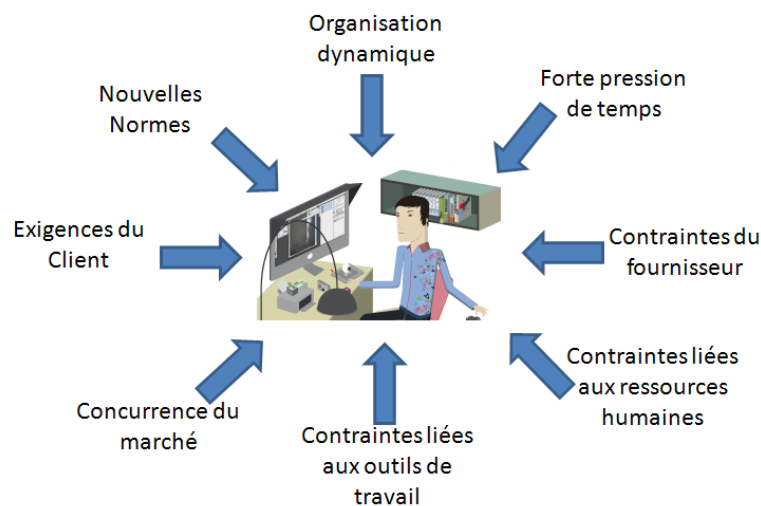 Organisation
dynamique
Forte pression
de temps
Nouvelles
Normes
Exigences du
Client
Contraintes du
fournisseur
Contraintes liées
aux ressources
humaines
Concurrence du
marché
Contraintes liées
aux outils de
travail